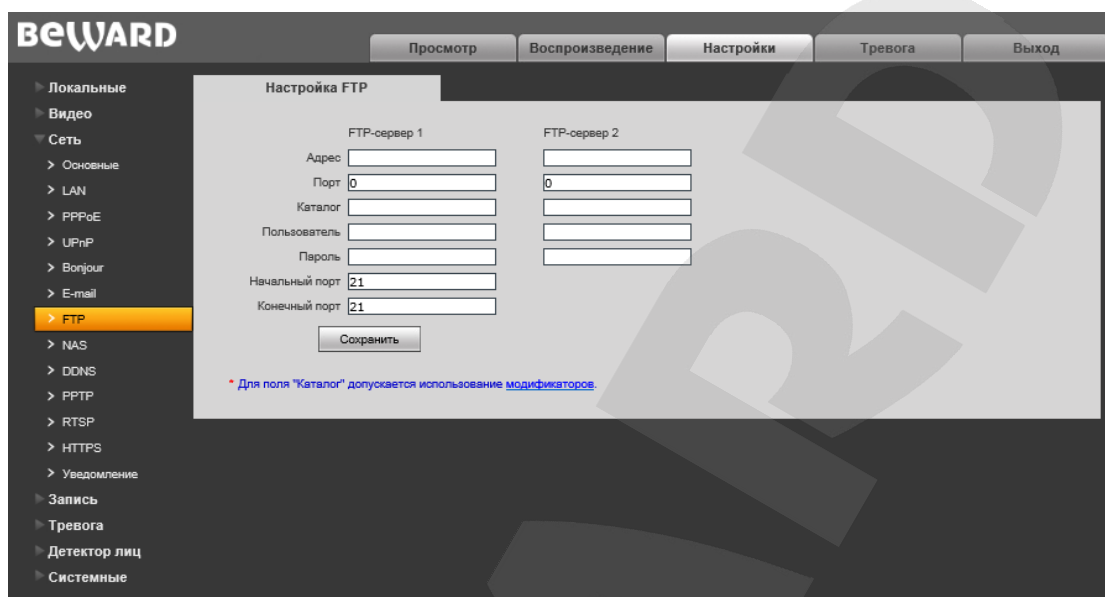 BEWARD
Просмотр Воспроизведение Настройки Тревога Выход
Локальные
Видео
Сеть
> Основные
> LAN
> PPPoE
> UPnP
> Bonjour
> E-mail
> FTP
> NAS
> DDNS
> PPTP
> RTSP
> HTTPS
> Уведомление
Запись
Тревога
Детектор лиц
Системные
Настройка FTP
FTP-сервер 1 FTP-сервер 2
Адрес
Порт 0 0
Каталог
Пользователь
Пароль
Начальный порт 21
Конечный порт 21
Сохранить
* Для поля "Каталог" допускается использование модификаторов.